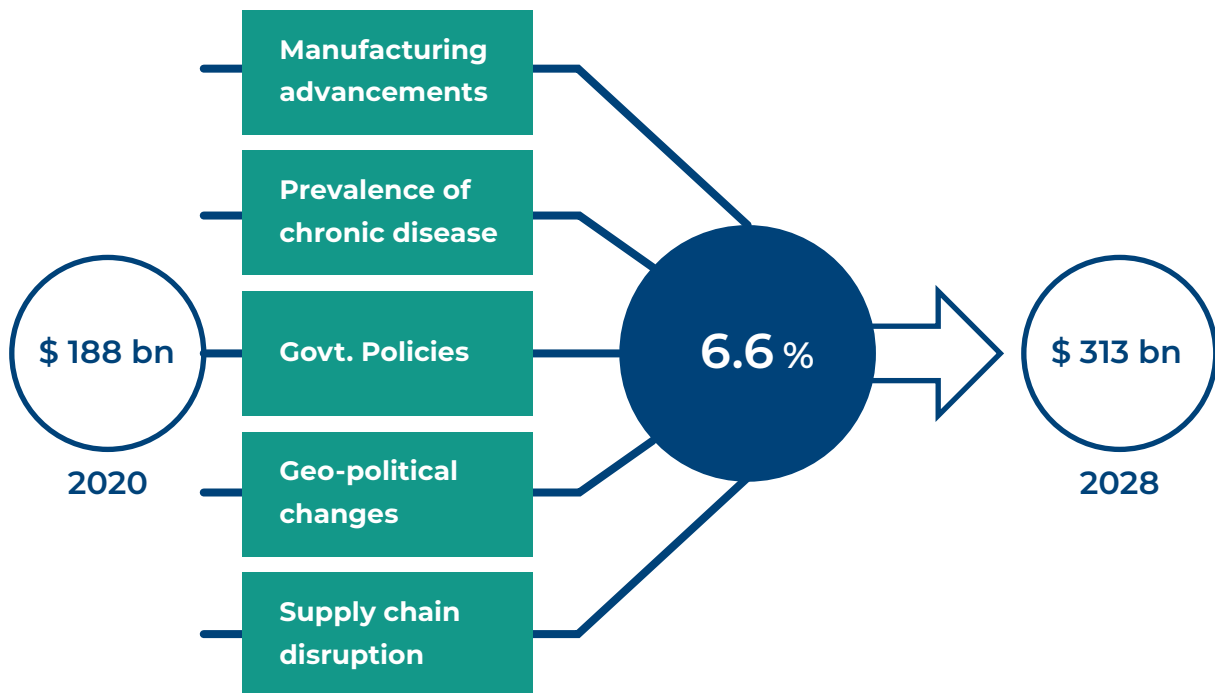 Manufacturing
advancements
Prevalence of
chronic disease
$ 188 bn
Govt. Policies
6.6 %
$ 313 bn
2020
Geo-political
changes
2028
Supply chain
disruption